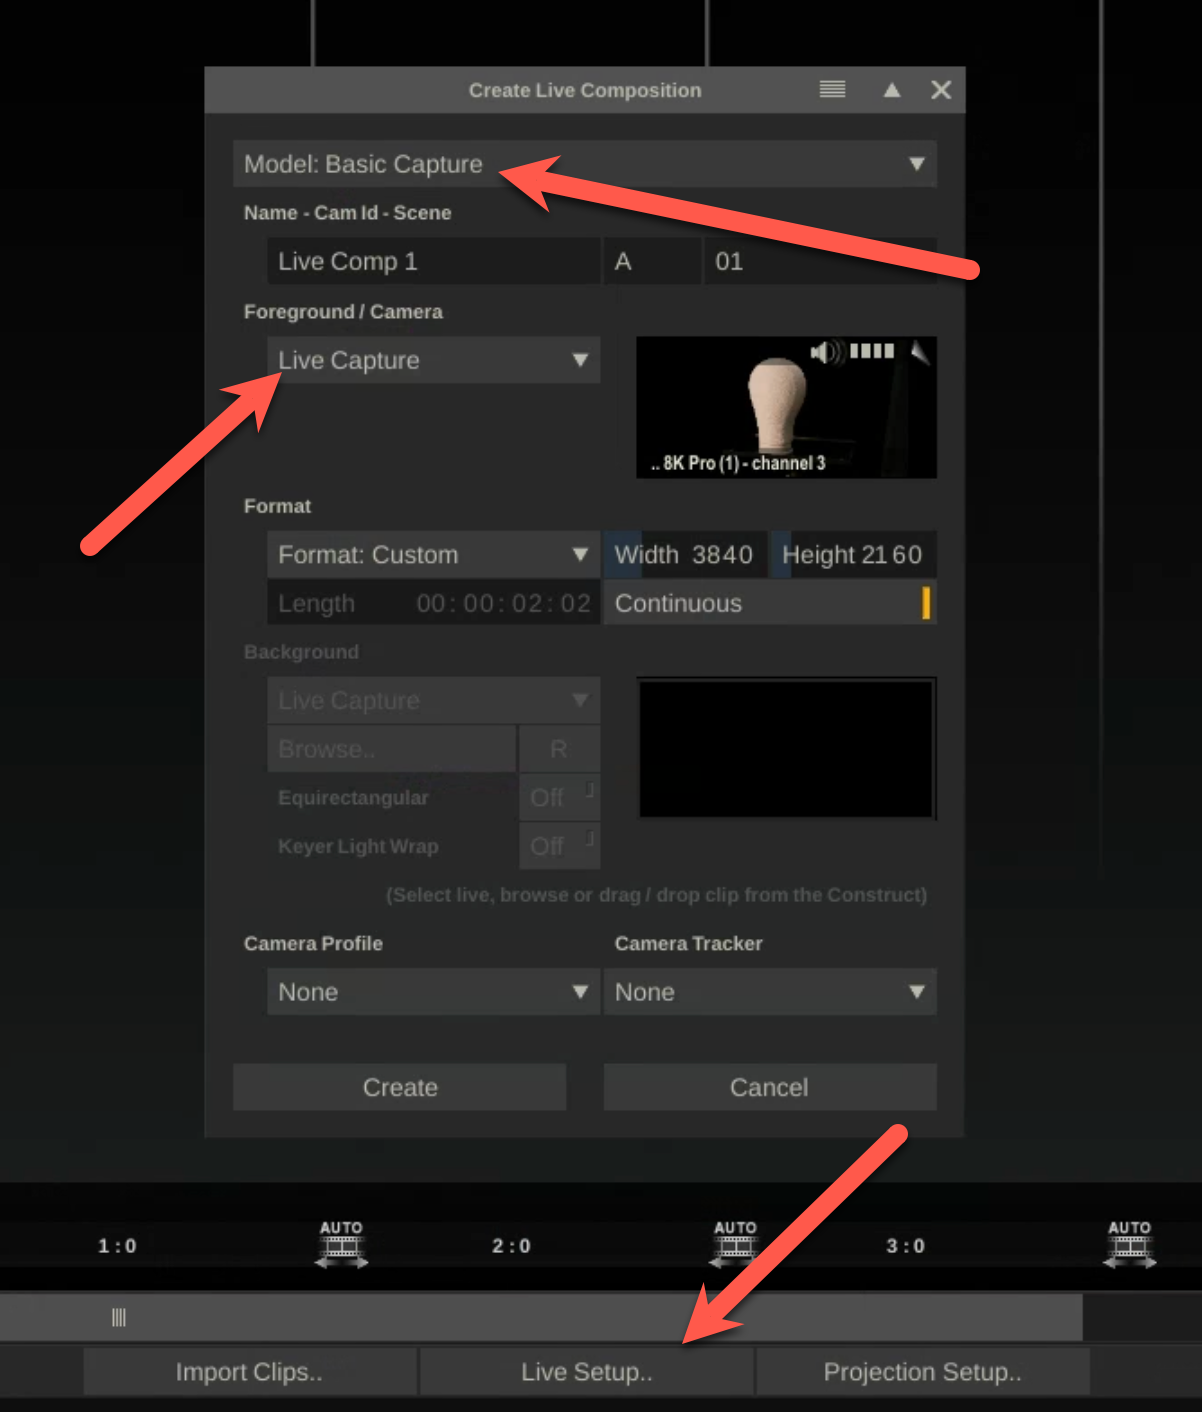 Create Live Composition
Model: Basic Capture
Name - Cam Id - Scene
Live Comp 1 A 01
Foreground / Camera
Live Capture
.. 8K Pro (1) - channel 3
Format
Format: Custom Width 3840 Height 2160
Length 00:00:02:02 Continuous
Background
Live Capture
Browse.. R
Equirectangular Off
Keyer Light Wrap Off
(Select live, browse or drag / drop clip from the Construct)
Camera Profile Camera Tracker
None None
Create Cancel
AUTO AUTO AUTO
1 : 0 2 : 0 3 : 0
Import Clips.. Live Setup.. Projection Setup..